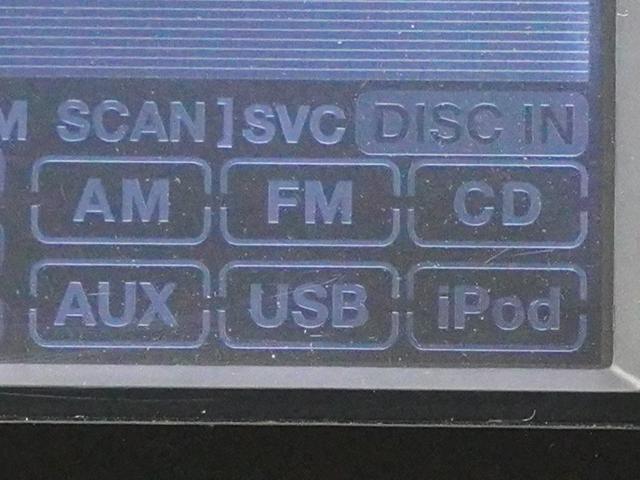 M SCAN] SVC DISC IN
AM FM CD
AUX USB iPod